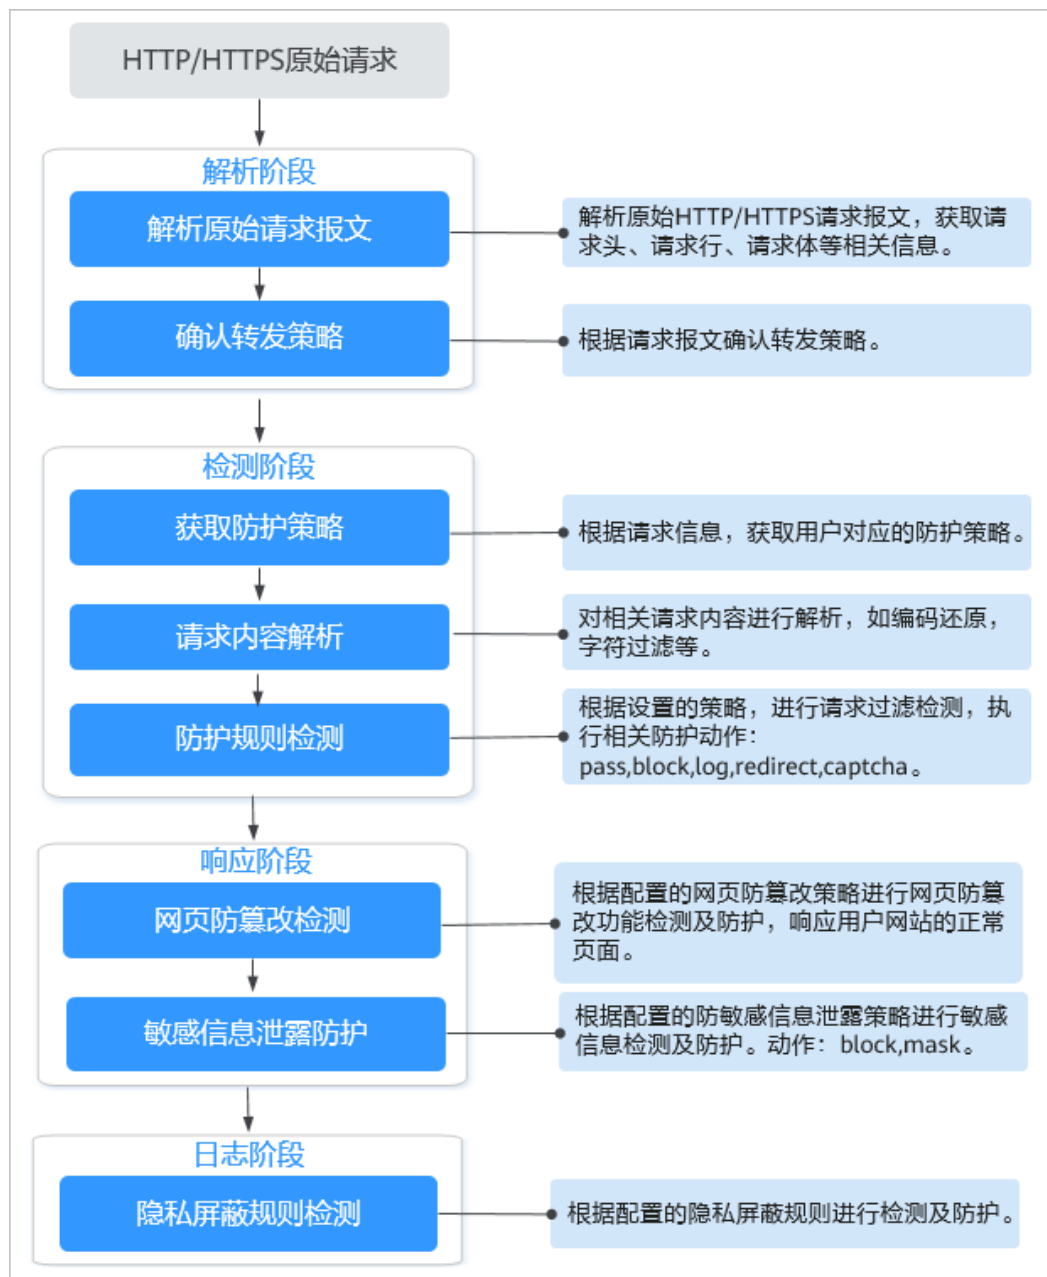 HTTP/HTTPS原始请求
解析阶段
解析原始请求报文
解析原始HTTP/HTTPS请求报文，获取请
求头、请求行、请求体等相关信息。
确认转发策略
根据请求报文确认转发策略。
检测阶段
获取防护策略
根据请求信息，获取用户对应的防护策略。
请求内容解析
对相关请求内容进行解析，如编码还原，
字符过滤等。
防护规则检测
根据设置的策略，进行请求过滤检测，执
行相关防护动作：
pass,block,log,redirect,captcha。
响应阶段
网页防篡改检测
根据配置的网页防篡改策略进行网页防篡
改功能检测及防护，响应用户网站的正常
页面。
敏感信息泄露防护
根据配置的防敏感信息泄露策略进行敏感
信息检测及防护。动作：block,mask。
日志阶段
隐私屏蔽规则检测
根据配置的隐私屏蔽规则进行检测及防护。